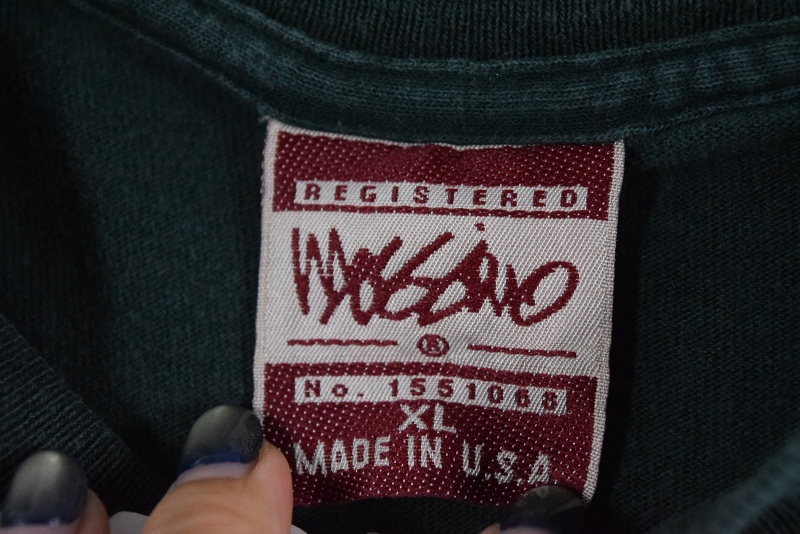 REGISTERED
Mossimo
®
No. 1551068
XL
MADE IN U.S.A